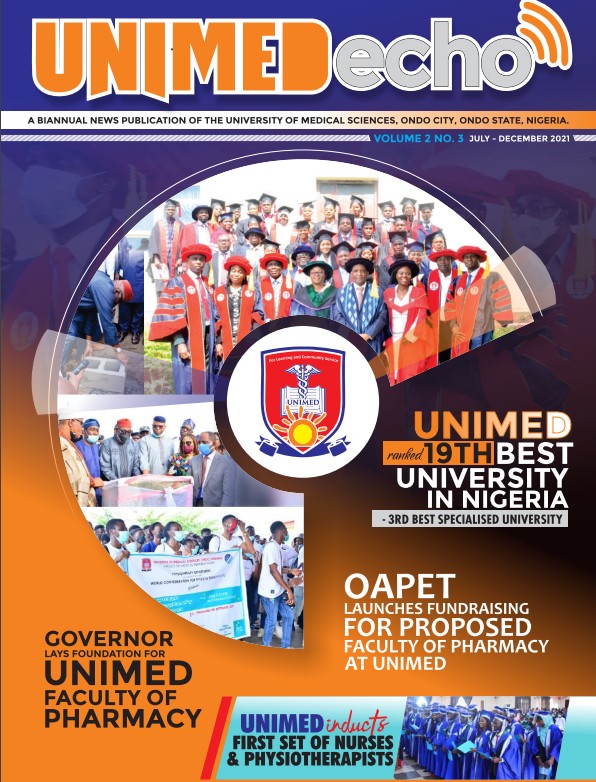 UNIMED echo
A BIANNUAL NEWS PUBLICATION OF THE UNIVERSITY OF MEDICAL SCIENCES, ONDO CITY, ONDO STATE, NIGERIA.
VOLUME 2 NO. 3 JULY - DECEMBER 2021
For Learning and Community Service
UNIMED
UNIMED
ranked 19TH BEST
UNIVERSITY
IN NIGERIA
- 3RD BEST SPECIALISED UNIVERSITY
OAPET
LAUNCHES FUNDRAISING
FOR PROPOSED
FACULTY OF PHARMACY
AT UNIMED
GOVERNOR
LAYS FOUNDATION FOR
UNIMED
FACULTY OF
PHARMACY
UNIMED inducts
FIRST SET OF NURSES
& PHYSIOTHERAPISTS